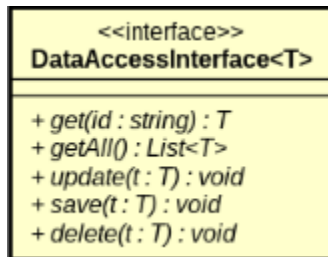 <<interface>>
DataAccessInterface<T>
+ get(id : string) : T
+ getAll() : List<T>
+ update(t : T) : void
+ save(t : T) : void
+ delete(t : T) : void